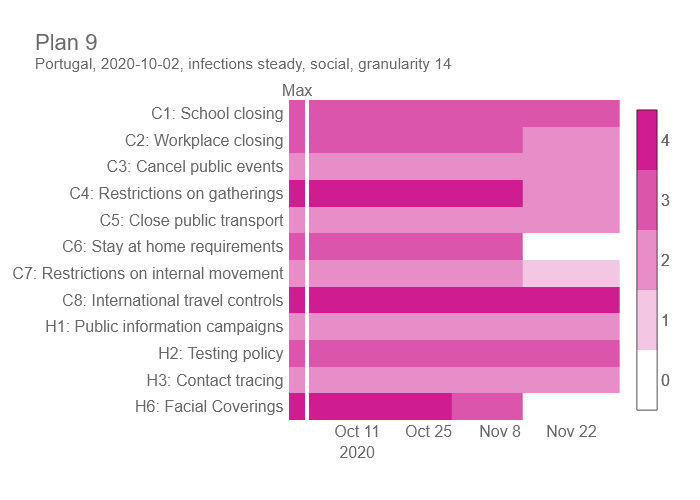 Plan 9
Portugal, 2020-10-02, infections steady, social, granularity 14
Max
C1: School closing
C2: Workplace closing
C3: Cancel public events
C4: Restrictions on gatherings
C5: Close public transport
C6: Stay at home requirements
C7: Restrictions on internal movement
C8: International travel controls
H1: Public information campaigns
H2: Testing policy
H3: Contact tracing
H6: Facial Coverings
Oct 11 Oct 25 Nov 8 Nov 22
2020
4
3
2
1
0